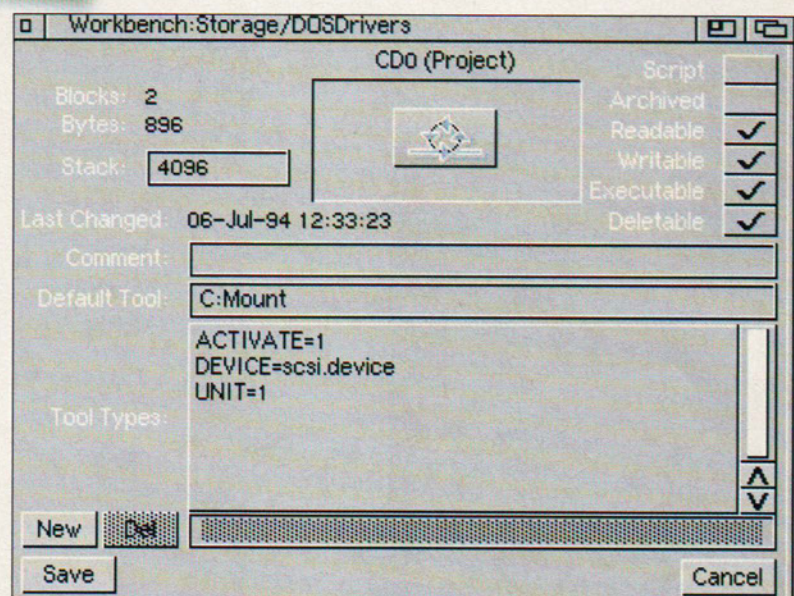 Workbench:Storage/DOSDrivers
CD0 (Project)
Blocks: 2
Bytes: 896
Stack: 4096
Script
Archived
Readable
Writable
Executable
Deletable
Last Changed: 06-Jul-94 12:33:23
Comment:
Default Tool: C:Mount
Tool Types:
ACTIVATE=1
DEVICE=scsi.device
UNIT=1
New Del
Save Cancel